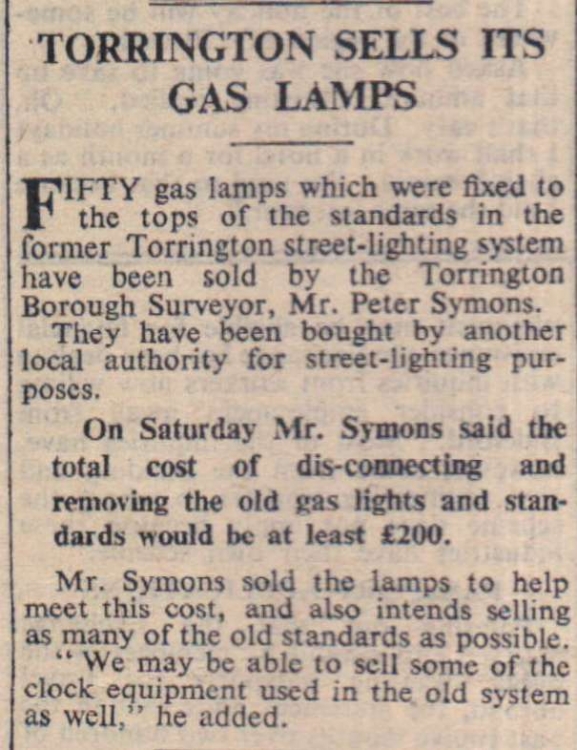 TORRINGTON SELLS ITS
GAS LAMPS
FIFTY gas lamps which were fixed to
the tops of the standards in the
former Torrington street-lighting system
have been sold by the Torrington
Borough Surveyor, Mr. Peter Symons.
They have been bought by another
local authority for street-lighting pur-
poses.
On Saturday Mr. Symons said the
total cost of dis-connecting and
removing the old gas lights and stan-
dards would be at least £200.
Mr. Symons sold the lamps to help
meet this cost, and also intends selling
as many of the old standards as possible.
"We may be able to sell some of the
clock equipment used in the old system
as well," he added.